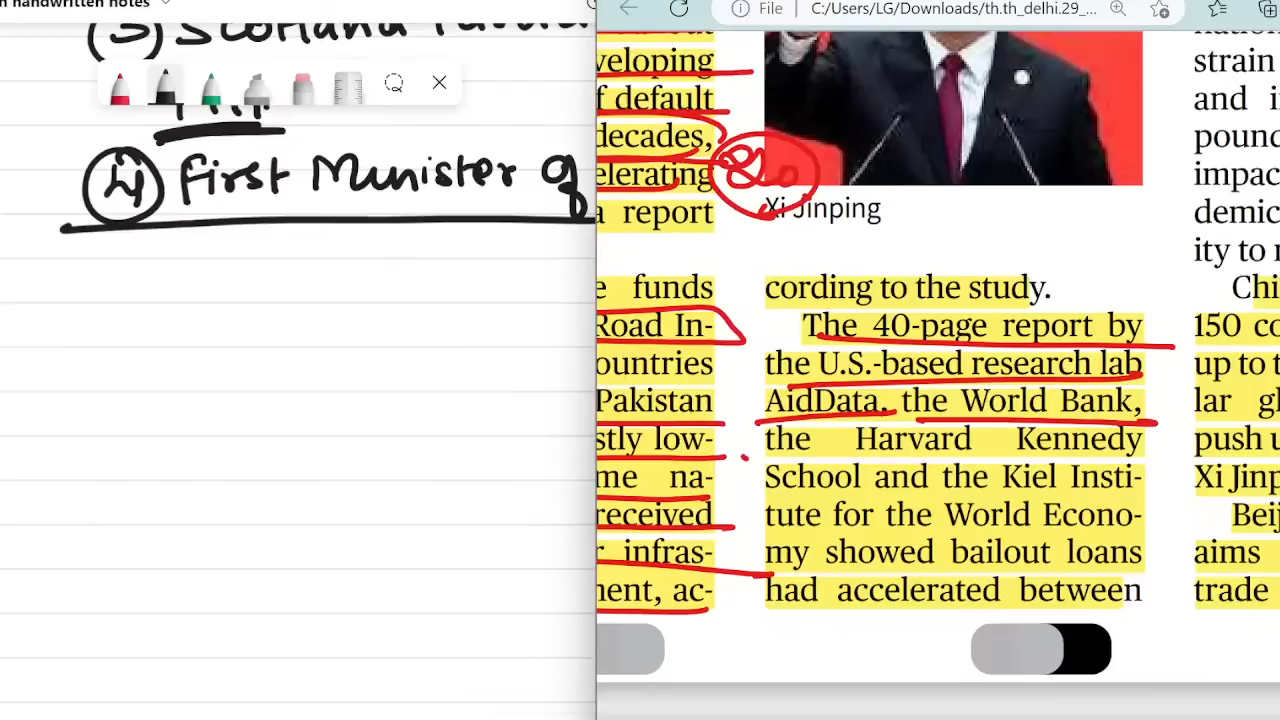 n handwritten notes
File
C:/Users/LG/Downloads/th.th_delhi.29_...
(3) Scotland
(4) First Minister of
veloping
f default
decades,
elerating
a report
e funds
Road In-
ountries
Pakistan
stly low-
me na-
received
r infras-
ent, ac-
Xi Jinping
cording to the study.
The 40-page report by
the U.S.-based research lab
AidData, the World Bank,
the Harvard Kennedy
School and the Kiel Insti-
tute for the World Econo-
my showed bailout loans
had accelerated between
strain
and i
pound
impac
demic
ity to
Chi
150 co
up to t
lar gl
push u
Xi Jinp
Beij
aims
trade